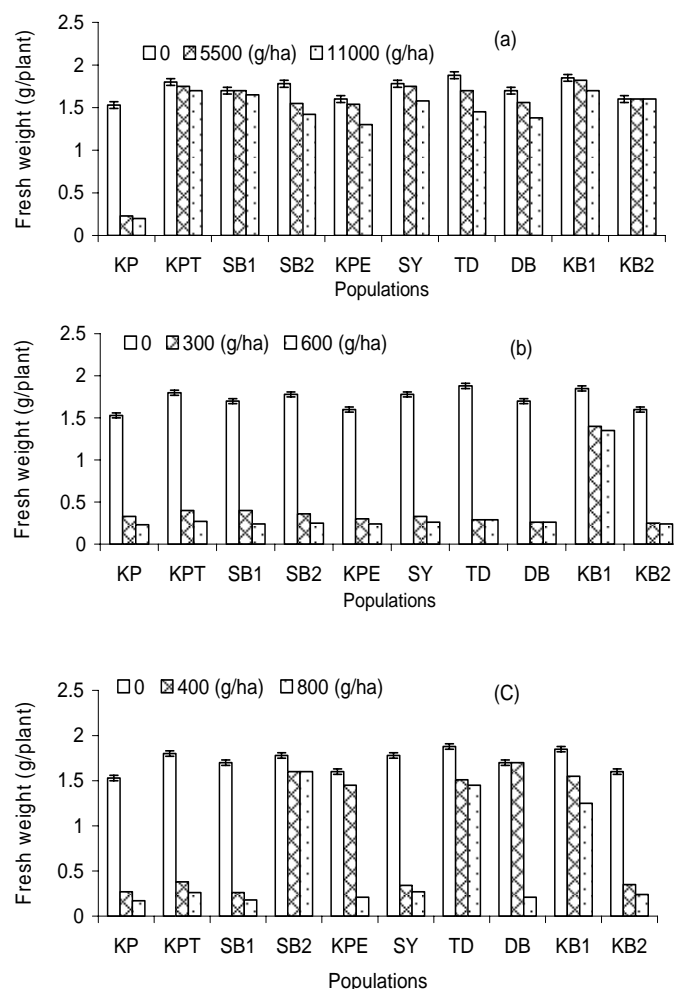 (a)
0 5500 (g/ha) 11000 (g/ha)
Fresh weight (g/plant)
2.5
2
1.5
1
0.5
0
KP KPT SB1 SB2 KPE SY TD DB KB1 KB2
Populations
(b)
0 300 (g/ha) 600 (g/ha)
Fresh weight (g/plant)
2.5
2
1.5
1
0.5
0
KP KPT SB1 SB2 KPE SY TD DB KB1 KB2
Populations
(C)
0 400 (g/ha) 800 (g/ha)
Fresh weight (g/plant)
2.5
2
1.5
1
0.5
0
KP KPT SB1 SB2 KPE SY TD DB KB1 KB2
Populations